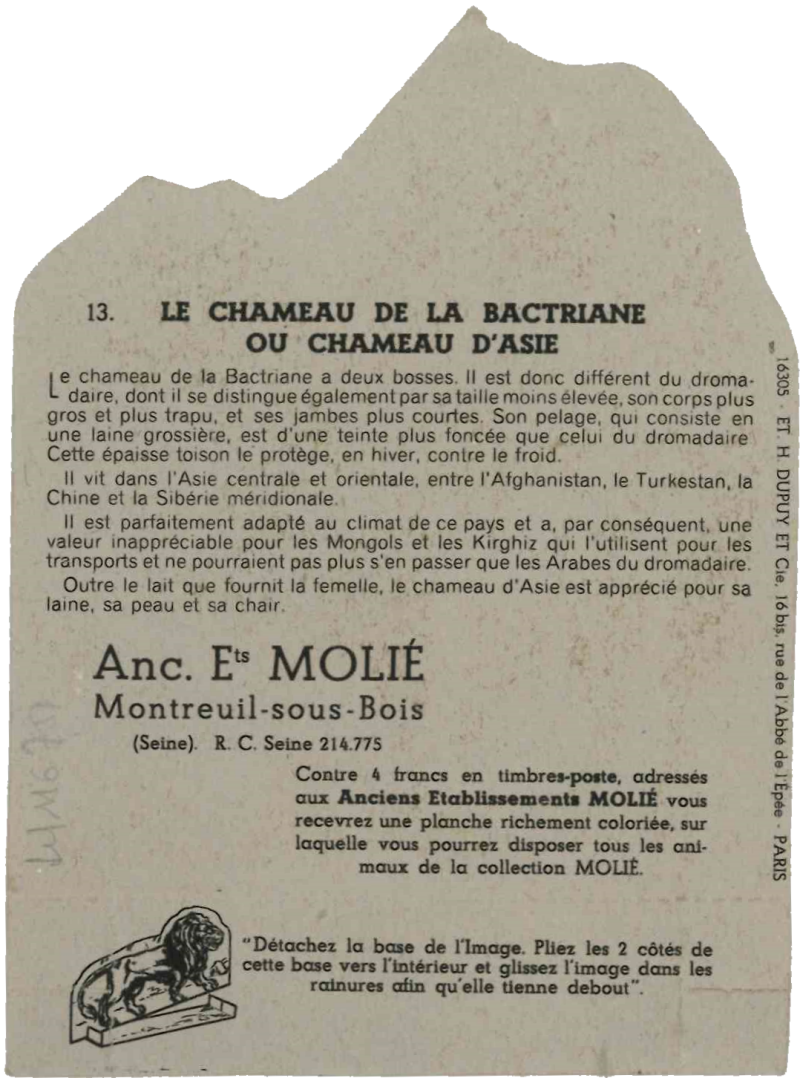 13. LE CHAMEAU DE LA BACTRIANE
OU CHAMEAU D'ASIE
Le chameau de la Bactriane a deux bosses. Il est donc différent du droma-
daire, dont il se distingue également par sa taille moins élevée, son corps plus
gros et plus trapu, et ses jambes plus courtes. Son pelage, qui consiste en
une laine grossière, est d'une teinte plus foncée que celui du dromadaire
Cette épaisse toison le protège, en hiver, contre le froid.
Il vit dans l'Asie centrale et orientale, entre l'Afghanistan, le Turkestan, la
Chine et la Sibérie méridionale.
Il est parfaitement adapté au climat de ce pays et a, par conséquent, une
valeur inappréciable pour les Mongols et les Kirghiz qui l'utilisent pour les
transports et ne pourraient pas plus s'en passer que les Arabes du dromadaire.
Outre le lait que fournit la femelle, le chameau d'Asie est apprécié pour sa
laine, sa peau et sa chair.
Anc. Ets MOLIÉ
Montreuil-sous-Bois
(Seine). R. C. Seine 214.775
Contre 4 francs en timbres-poste, adressés
aux Anciens Etablissements MOLIÉ vous
recevrez une planche richement coloriée, sur
laquelle vous pourrez disposer tous les ani-
maux de la collection MOLIÉ.
"Détachez la base de l'Image. Pliez les 2 côtés de
cette base vers l'intérieur et glissez l'image dans les
rainures afin qu'elle tienne debout".
16305 - ET. H. DUPUY ET Cie, 16 bis, rue de l'Abbé de l'Épée - PARIS